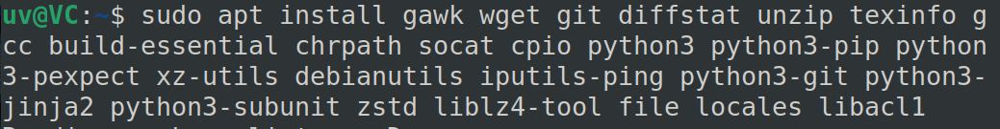 uv@VC:~$ sudo apt install gawk wget git diffstat unzip texinfo g
cc build-essential chrpath socat cpio python3 python3-pip python
3-pexpect xz-utils debianutils iputils-ping python3-git python3-
jinja2 python3-subunit zstd liblz4-tool file locales libacl1